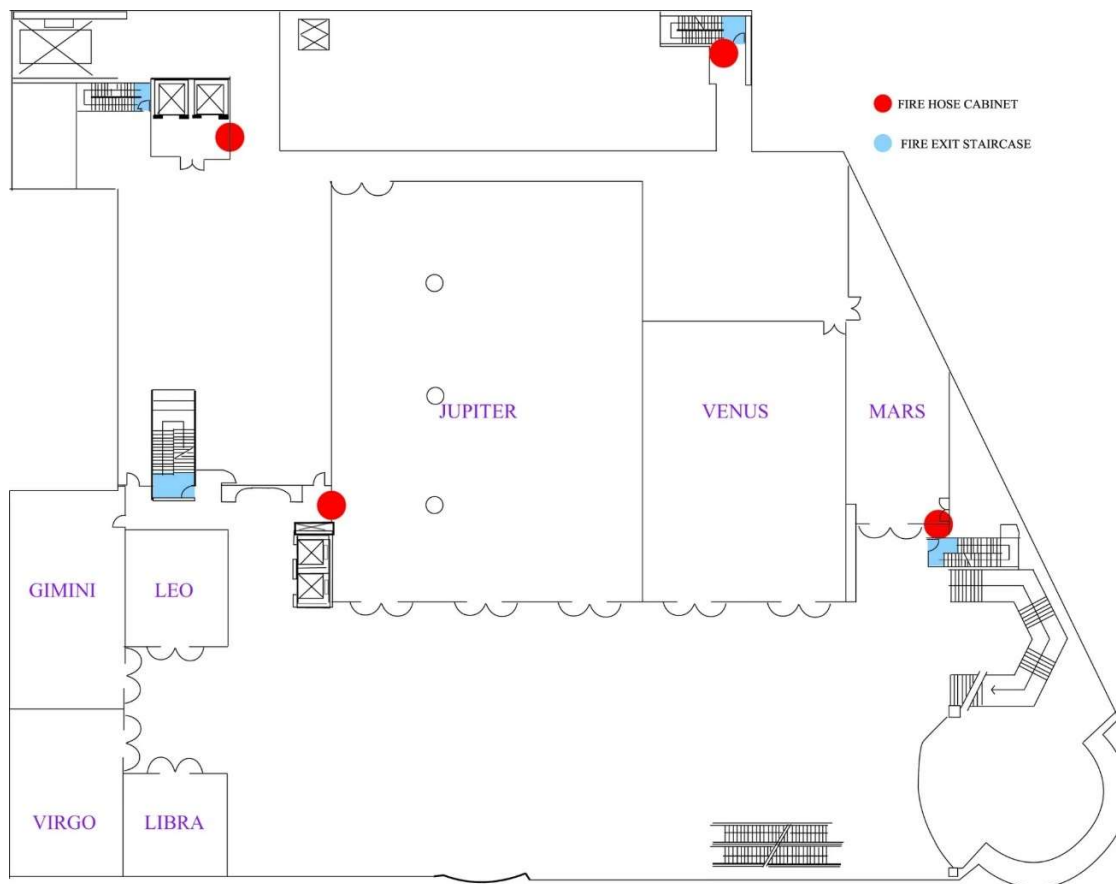 FIRE HOSE CABINET
FIRE EXIT STAIRCASE
JUPITER
VENUS
MARS
GIMINI
LEO
VIRGO
LIBRA